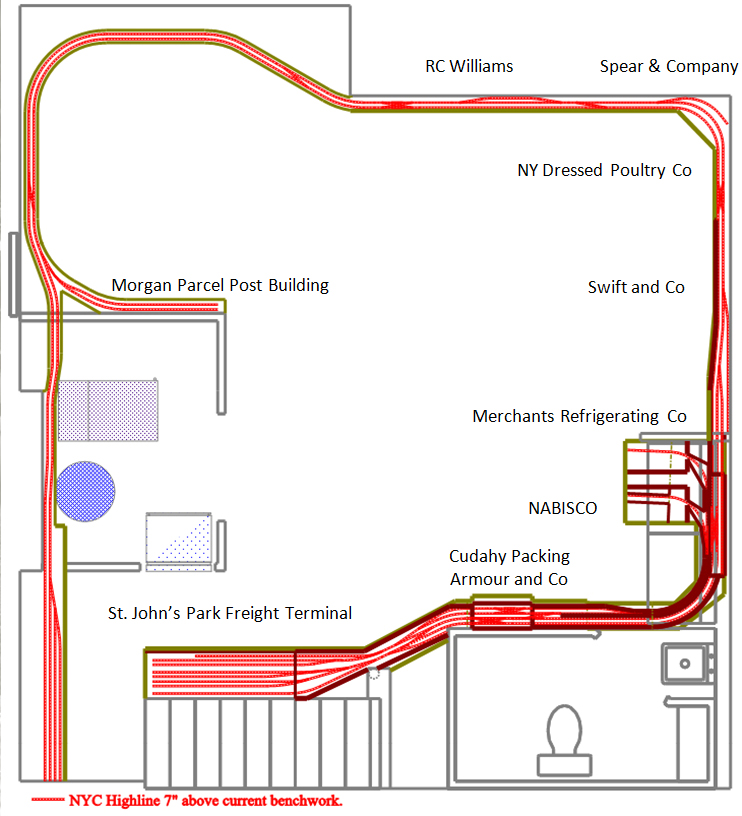 RC Williams
Spear & Company
NY Dressed Poultry Co
Morgan Parcel Post Building
Swift and Co
Merchants Refrigerating Co
NABISCO
Cudahy Packing
Armour and Co
St. John’s Park Freight Terminal
NYC Highline 7" above current benchwork.